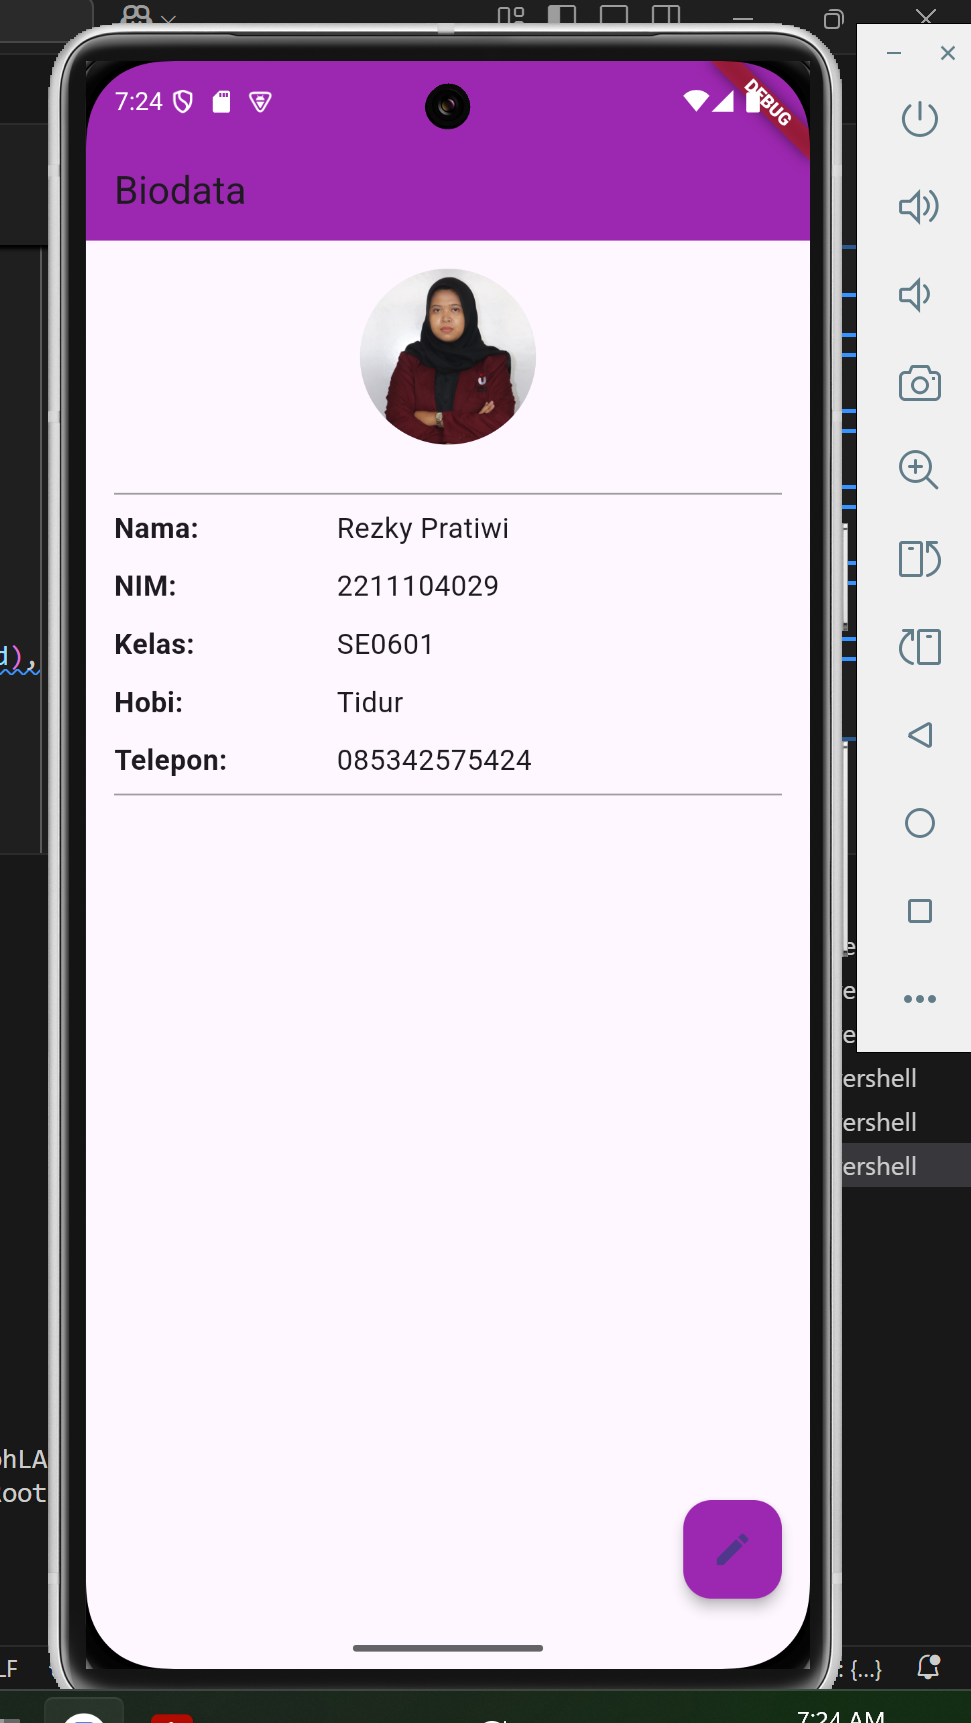 7:24
DEBUG
Biodata
Nama: Rezky Pratiwi
NIM: 2211104029
Kelas: SE0601
d),
Hobi: Tidur
Telepon: 085342575424
ershell
ershell
ershell
ohLA
oot
LF
: {...}
7:24 AM